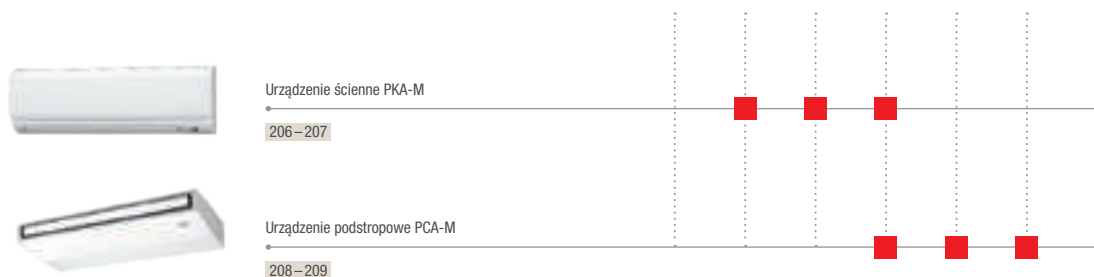 Urządzenie ścienne PKA-M
206–207
Urządzenie podstropowe PCA-M
208–209